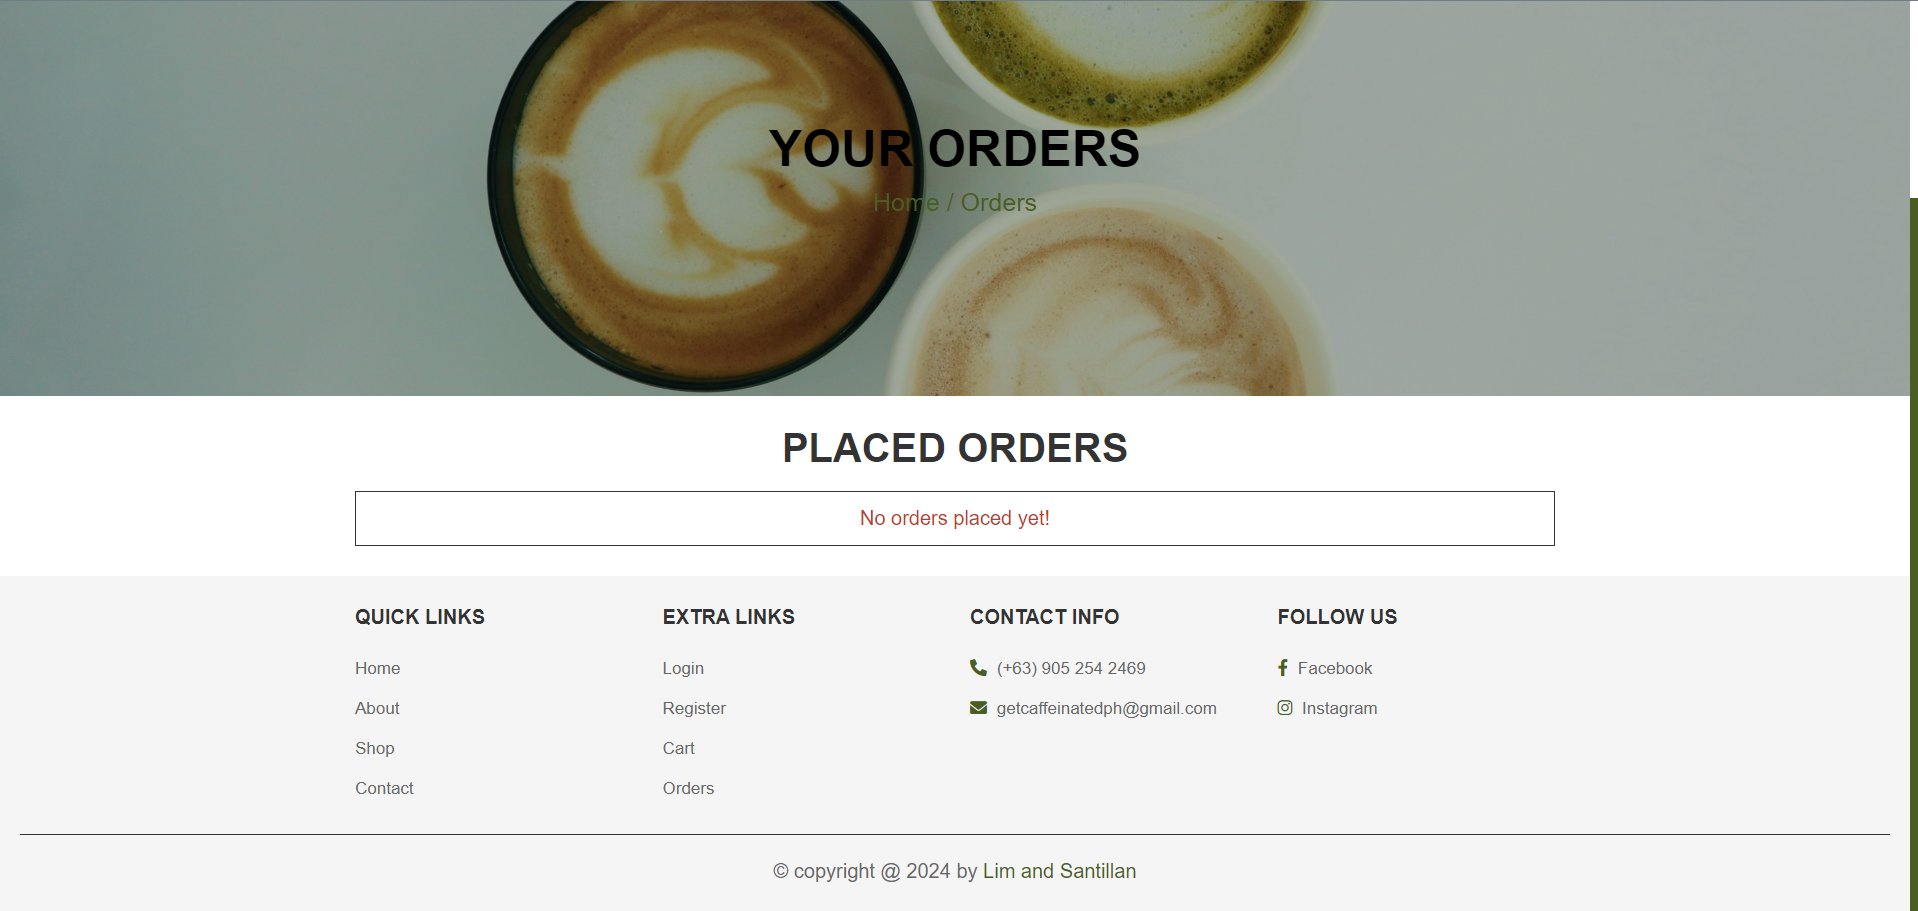 YOUR ORDERS
Home / Orders
PLACED ORDERS
No orders placed yet!
QUICK LINKS
Home
About
Shop
Contact
EXTRA LINKS
Login
Register
Cart
Orders
CONTACT INFO
(+63) 905 254 2469
getcaffeinatedph@gmail.com
FOLLOW US
Facebook
Instagram
© copyright @ 2024 by Lim and Santillan